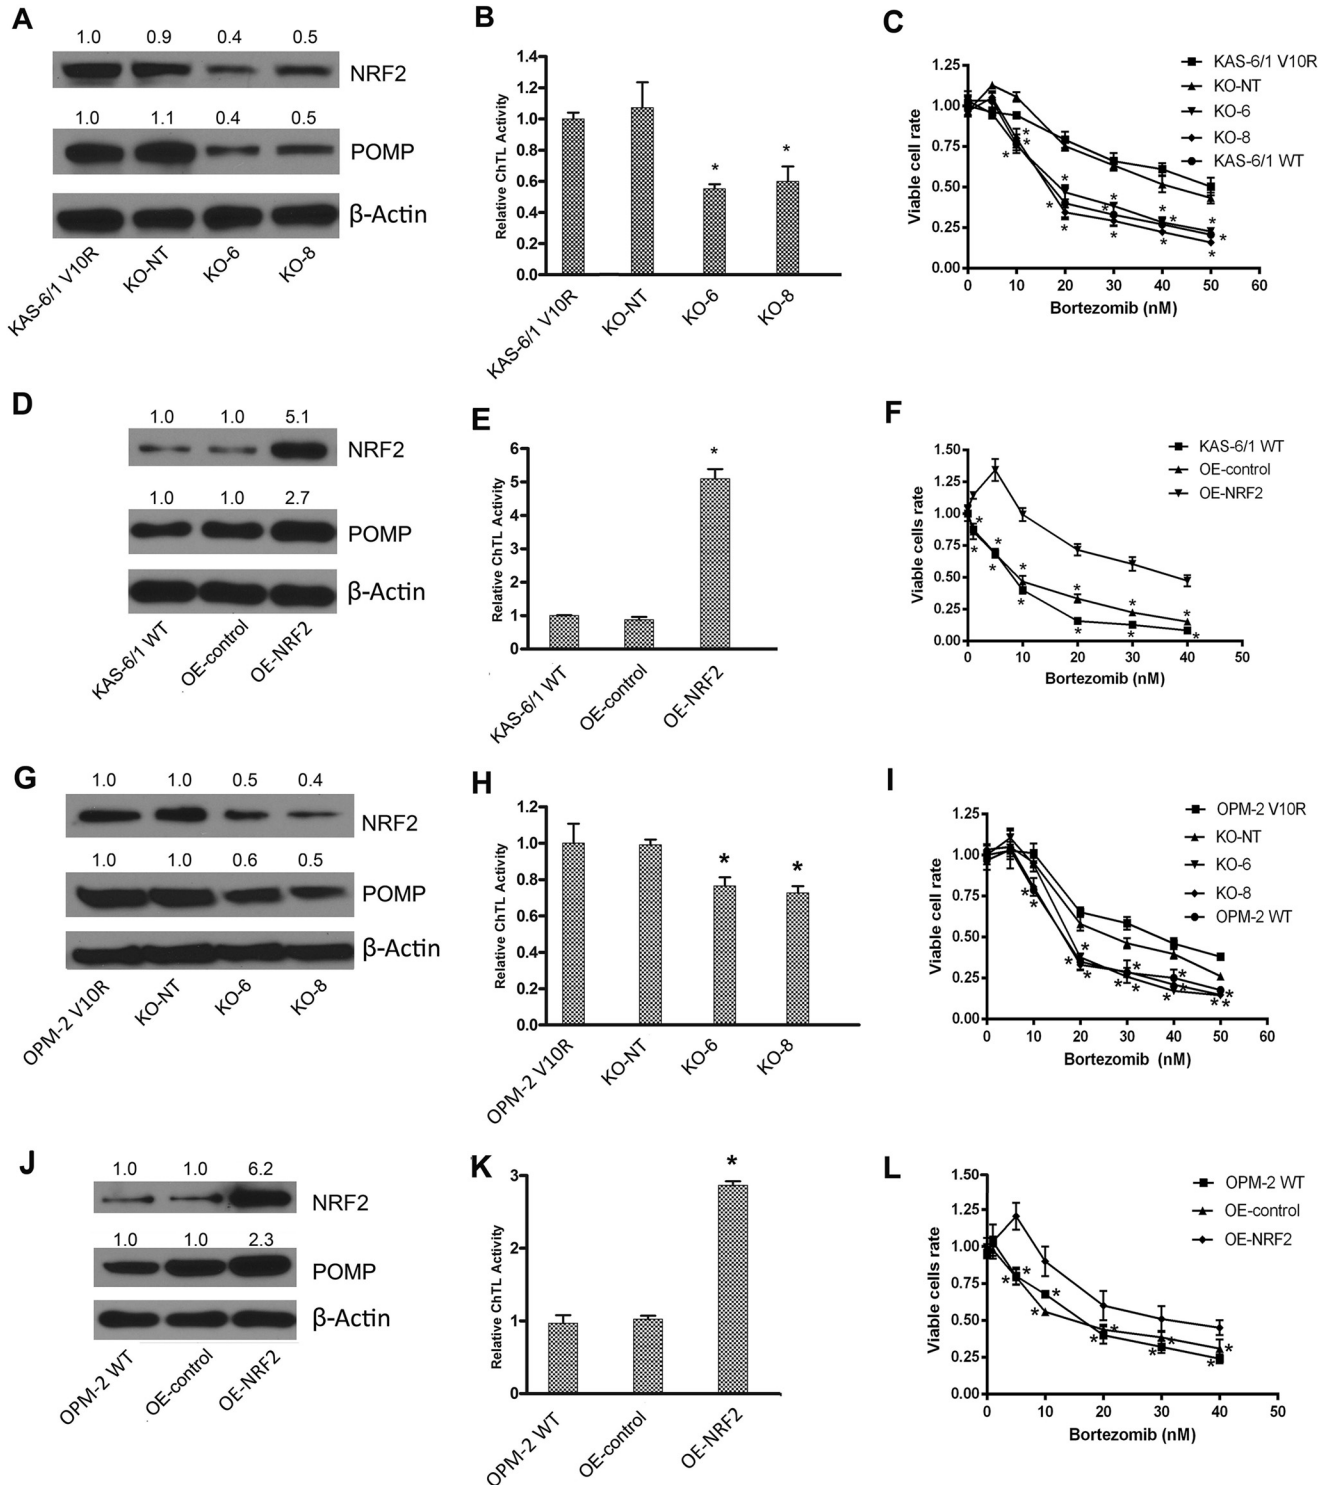 A
1.0 0.9 0.4 0.5
NRF2
1.0 1.1 0.4 0.5
POMP
β-Actin
KAS-6/1 V10R KO-NT KO-6 KO-8
B
Relative ChTL Activity
1.4
1.2
1.0
0.8
0.6
0.4
0.2
0.0
* *
KAS-6/1 V10R KO-NT KO-6 KO-8
C
Viable cell rate
1.25
1.00
0.75
0.50
0.25
0.00
0 10 20 30 40 50 60
Bortezomib (nM)
KAS-6/1 V10R
KO-NT
KO-6
KO-8
KAS-6/1 WT
D
1.0 1.0 5.1
NRF2
1.0 1.0 2.7
POMP
β-Actin
KAS-6/1 WT OE-control OE-NRF2
E
Relative ChTL Activity
6
5
4
3
2
1
0
*
KAS-6/1 WT OE-control OE-NRF2
F
Viable cells rate
1.50
1.25
1.00
0.75
0.50
0.25
0.00
0 10 20 30 40 50
Bortezomib (nM)
KAS-6/1 WT
OE-control
OE-NRF2
G
1.0 1.0 0.5 0.4
NRF2
1.0 1.0 0.6 0.5
POMP
β-Actin
OPM-2 V10R KO-NT KO-6 KO-8
H
Relative ChTL Activity
1.2
1.0
0.8
0.6
0.4
0.2
0.0
* *
OPM-2 V10R KO-NT KO-6 KO-8
I
Viable cell rate
1.25
1.00
0.75
0.50
0.25
0.00
0 10 20 30 40 50 60
Bortezomib (nM)
OPM-2 V10R
KO-NT
KO-6
KO-8
OPM-2 WT
J
1.0 1.0 6.2
NRF2
1.0 1.0 2.3
POMP
β-Actin
OPM-2 WT OE-control OE-NRF2
K
Relative ChTL Activity
3
2
1
0
*
OPM-2 WT OE-control OE-NRF2
L
Viable cells rate
1.50
1.25
1.00
0.75
0.50
0.25
0.00
0 10 20 30 40 50
Bortezomib (nM)
OPM-2 WT
OE-control
OE-NRF2